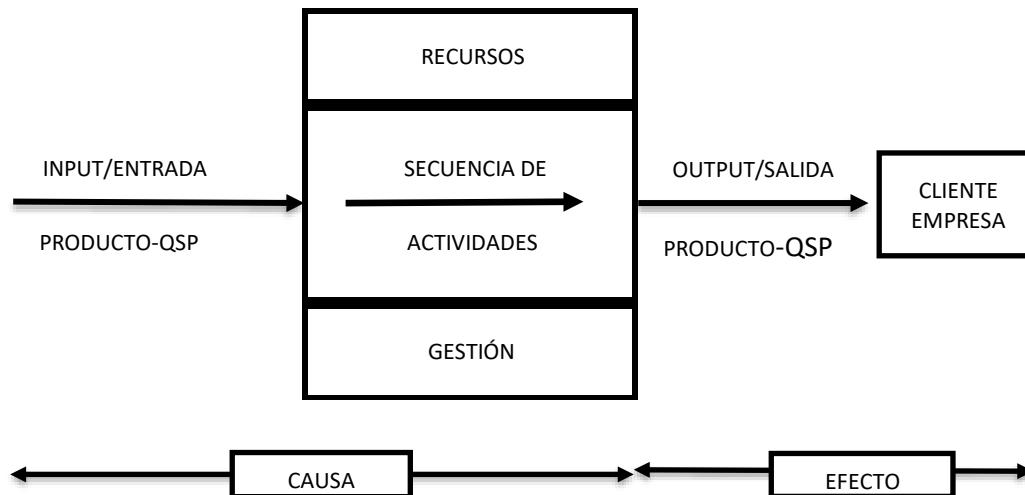 RECURSOS
INPUT/ENTRADA
PRODUCTO-QSP
SECUENCIA DE
ACTIVIDADES
OUTPUT/SALIDA
PRODUCTO-QSP
CLIENTE
EMPRESA
GESTIÓN
CAUSA
EFECTO